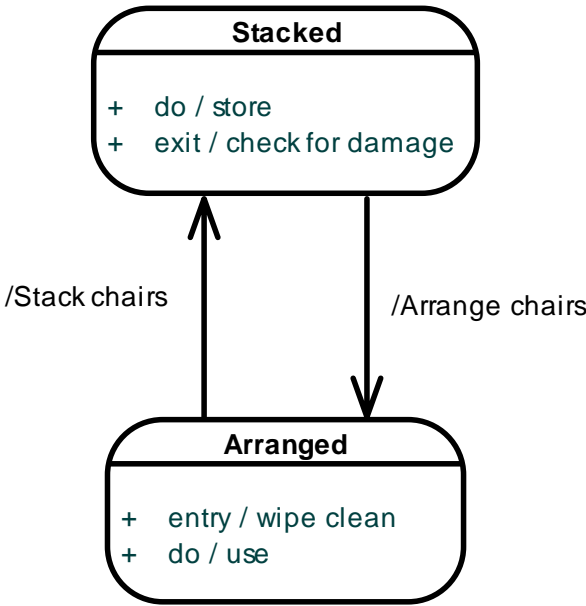 Stacked
+ do / store
+ exit / check for damage
/Stack chairs
/Arrange chairs
Arranged
+ entry / wipe clean
+ do / use